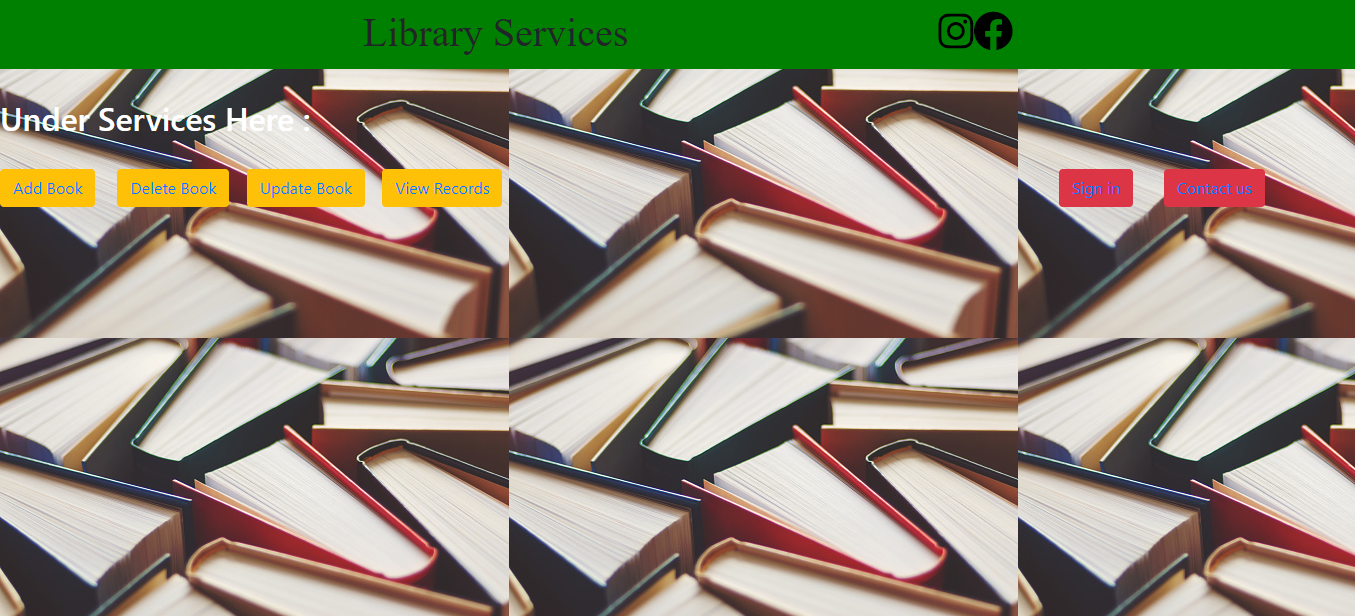 Library Services
Under Services Here :
Add Book Delete Book Update Book View Records Sign in Contact us